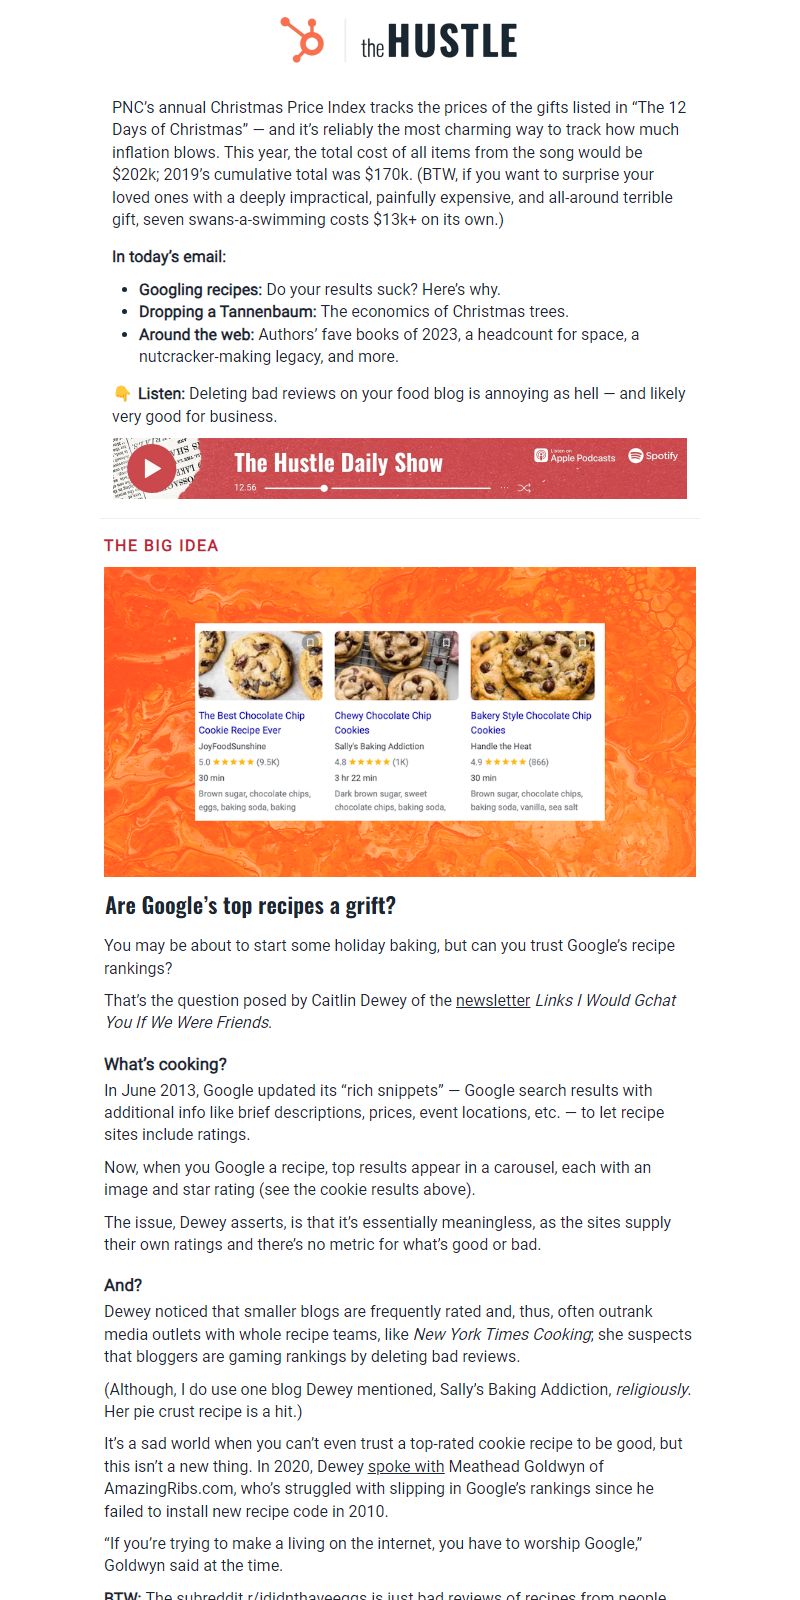 the HUSTLE
PNC’s annual Christmas Price Index tracks the prices of the gifts listed in “The 12
Days of Christmas” — and it’s reliably the most charming way to track how much
inflation blows. This year, the total cost of all items from the song would be
$202k; 2019’s cumulative total was $170k. (BTW, if you want to surprise your
loved ones with a deeply impractical, painfully expensive, and all-around terrible
gift, seven swans-a-swimming costs $13k+ on its own.)
In today’s email:
• Googling recipes: Do your results suck? Here’s why.
• Dropping a Tannenbaum: The economics of Christmas trees.
• Around the web: Authors’ fave books of 2023, a headcount for space, a
nutcracker-making legacy, and more.
👇 Listen: Deleting bad reviews on your food blog is annoying as hell — and likely
very good for business.
The Hustle Daily Show
Listen on
Apple Podcasts
Spotify
12:56
THE BIG IDEA
The Best Chocolate Chip
Cookie Recipe Ever
JoyFoodSunshine
5.0 ★★★★★ (9.5K)
30 min
Brown sugar, chocolate chips,
eggs, baking soda, baking
Chewy Chocolate Chip
Cookies
Sally's Baking Addiction
4.8 ★★★★★ (1K)
3 hr 22 min
Dark brown sugar, sweet
chocolate chips, baking soda,
Bakery Style Chocolate Chip
Cookies
Handle the Heat
4.9 ★★★★★ (866)
30 min
Brown sugar, chocolate chips,
baking soda, vanilla, sea salt
Are Google’s top recipes a grift?
You may be about to start some holiday baking, but can you trust Google’s recipe
rankings?
That’s the question posed by Caitlin Dewey of the newsletter Links I Would Gchat
You If We Were Friends.
What’s cooking?
In June 2013, Google updated its “rich snippets” — Google search results with
additional info like brief descriptions, prices, event locations, etc. — to let recipe
sites include ratings.
Now, when you Google a recipe, top results appear in a carousel, each with an
image and star rating (see the cookie results above).
The issue, Dewey asserts, is that it’s essentially meaningless, as the sites supply
their own ratings and there’s no metric for what’s good or bad.
And?
Dewey noticed that smaller blogs are frequently rated and, thus, often outrank
media outlets with whole recipe teams, like New York Times Cooking; she suspects
that bloggers are gaming rankings by deleting bad reviews.
(Although, I do use one blog Dewey mentioned, Sally’s Baking Addiction, religiously.
Her pie crust recipe is a hit.)
It’s a sad world when you can’t even trust a top-rated cookie recipe to be good, but
this isn’t a new thing. In 2020, Dewey spoke with Meathead Goldwyn of
AmazingRibs.com, who’s struggled with slipping in Google’s rankings since he
failed to install new recipe code in 2010.
“If you’re trying to make a living on the internet, you have to worship Google,”
Goldwyn said at the time.
BTW: The subreddit r/ididnthaveeggs is just bad reviews of recipes from people